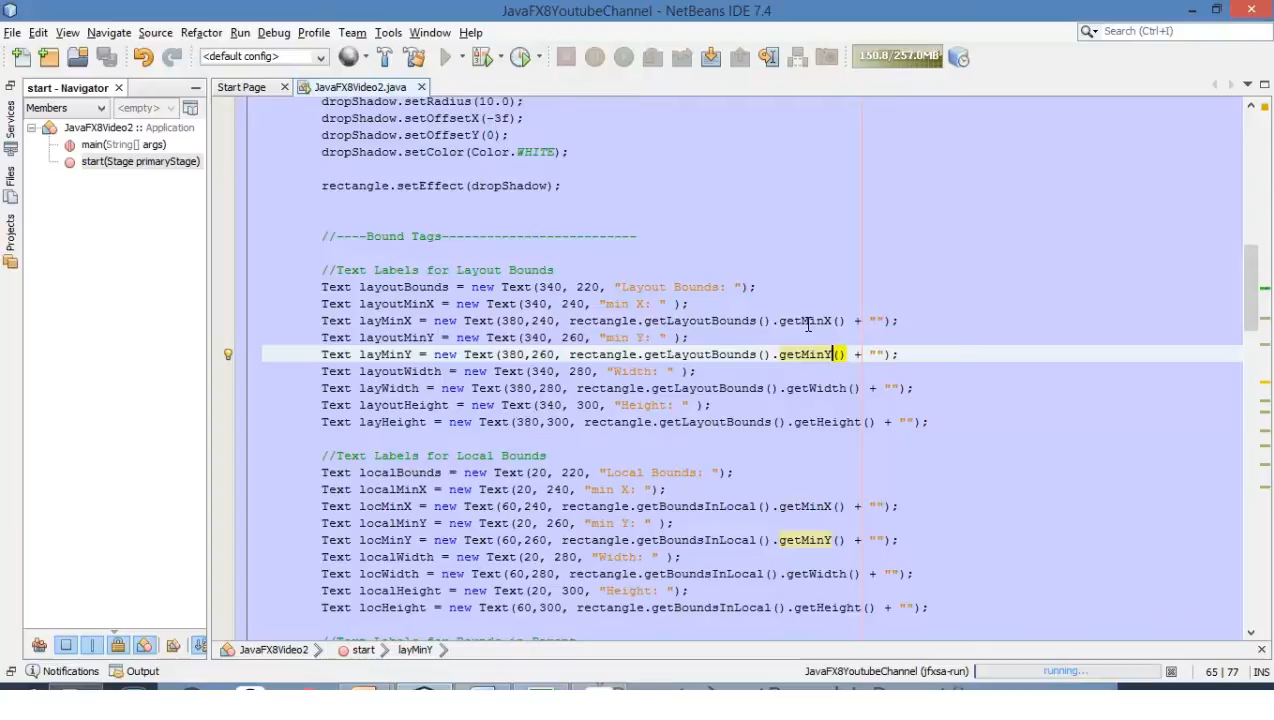 JavaFX8YoutubeChannel - NetBeans IDE 7.4
File Edit View Navigate Source Refactor Run Debug Profile Team Tools Window Help
Search (Ctrl+I)
<default config>
150.8/257.0MB
start - Navigator
Start Page
JavaFX8Video2.java
Members
<empty>
JavaFX8Video2 :: Application
main(String[] args)
start(Stage primaryStage)
Services
Files
Projects
dropShadow.setRadius(10.0);
dropShadow.setOffsetX(-3f);
dropShadow.setOffsetY(0);
dropShadow.setColor(Color.WHITE);
rectangle.setEffect(dropShadow);
//----Bound Tags--------------------------
//Text Labels for Layout Bounds
Text layoutBounds = new Text(340, 220, "Layout Bounds: ");
Text layoutMinX = new Text(340, 240, "min X: " );
Text layMinX = new Text(380,240, rectangle.getLayoutBounds().getMinX() + "");
Text layoutMinY = new Text(340, 260, "min Y: " );
Text layMinY = new Text(380,260, rectangle.getLayoutBounds().getMinY() + "");
Text layoutWidth = new Text(340, 280, "Width: " );
Text layWidth = new Text(380,280, rectangle.getLayoutBounds().getWidth() + "");
Text layoutHeight = new Text(340, 300, "Height: " );
Text layHeight = new Text(380,300, rectangle.getLayoutBounds().getHeight() + "");
//Text Labels for Local Bounds
Text localBounds = new Text(20, 220, "Local Bounds: ");
Text localMinX = new Text(20, 240, "min X: ");
Text locMinX = new Text(60,240, rectangle.getBoundsInLocal().getMinX() + "");
Text localMinY = new Text(20, 260, "min Y: " );
Text locMinY = new Text(60,260, rectangle.getBoundsInLocal().getMinY() + "");
Text localWidth = new Text(20, 280, "Width: " );
Text locWidth = new Text(60,280, rectangle.getBoundsInLocal().getWidth() + "");
Text localHeight = new Text(20, 300, "Height: ");
Text locHeight = new Text(60,300, rectangle.getBoundsInLocal().getHeight() + "");
//Text Labels for Bounds in Parent
JavaFX8Video2
start
layMinY
Notifications
Output
JavaFX8YoutubeChannel (jfxsa-run)
running...
65 | 77
INS